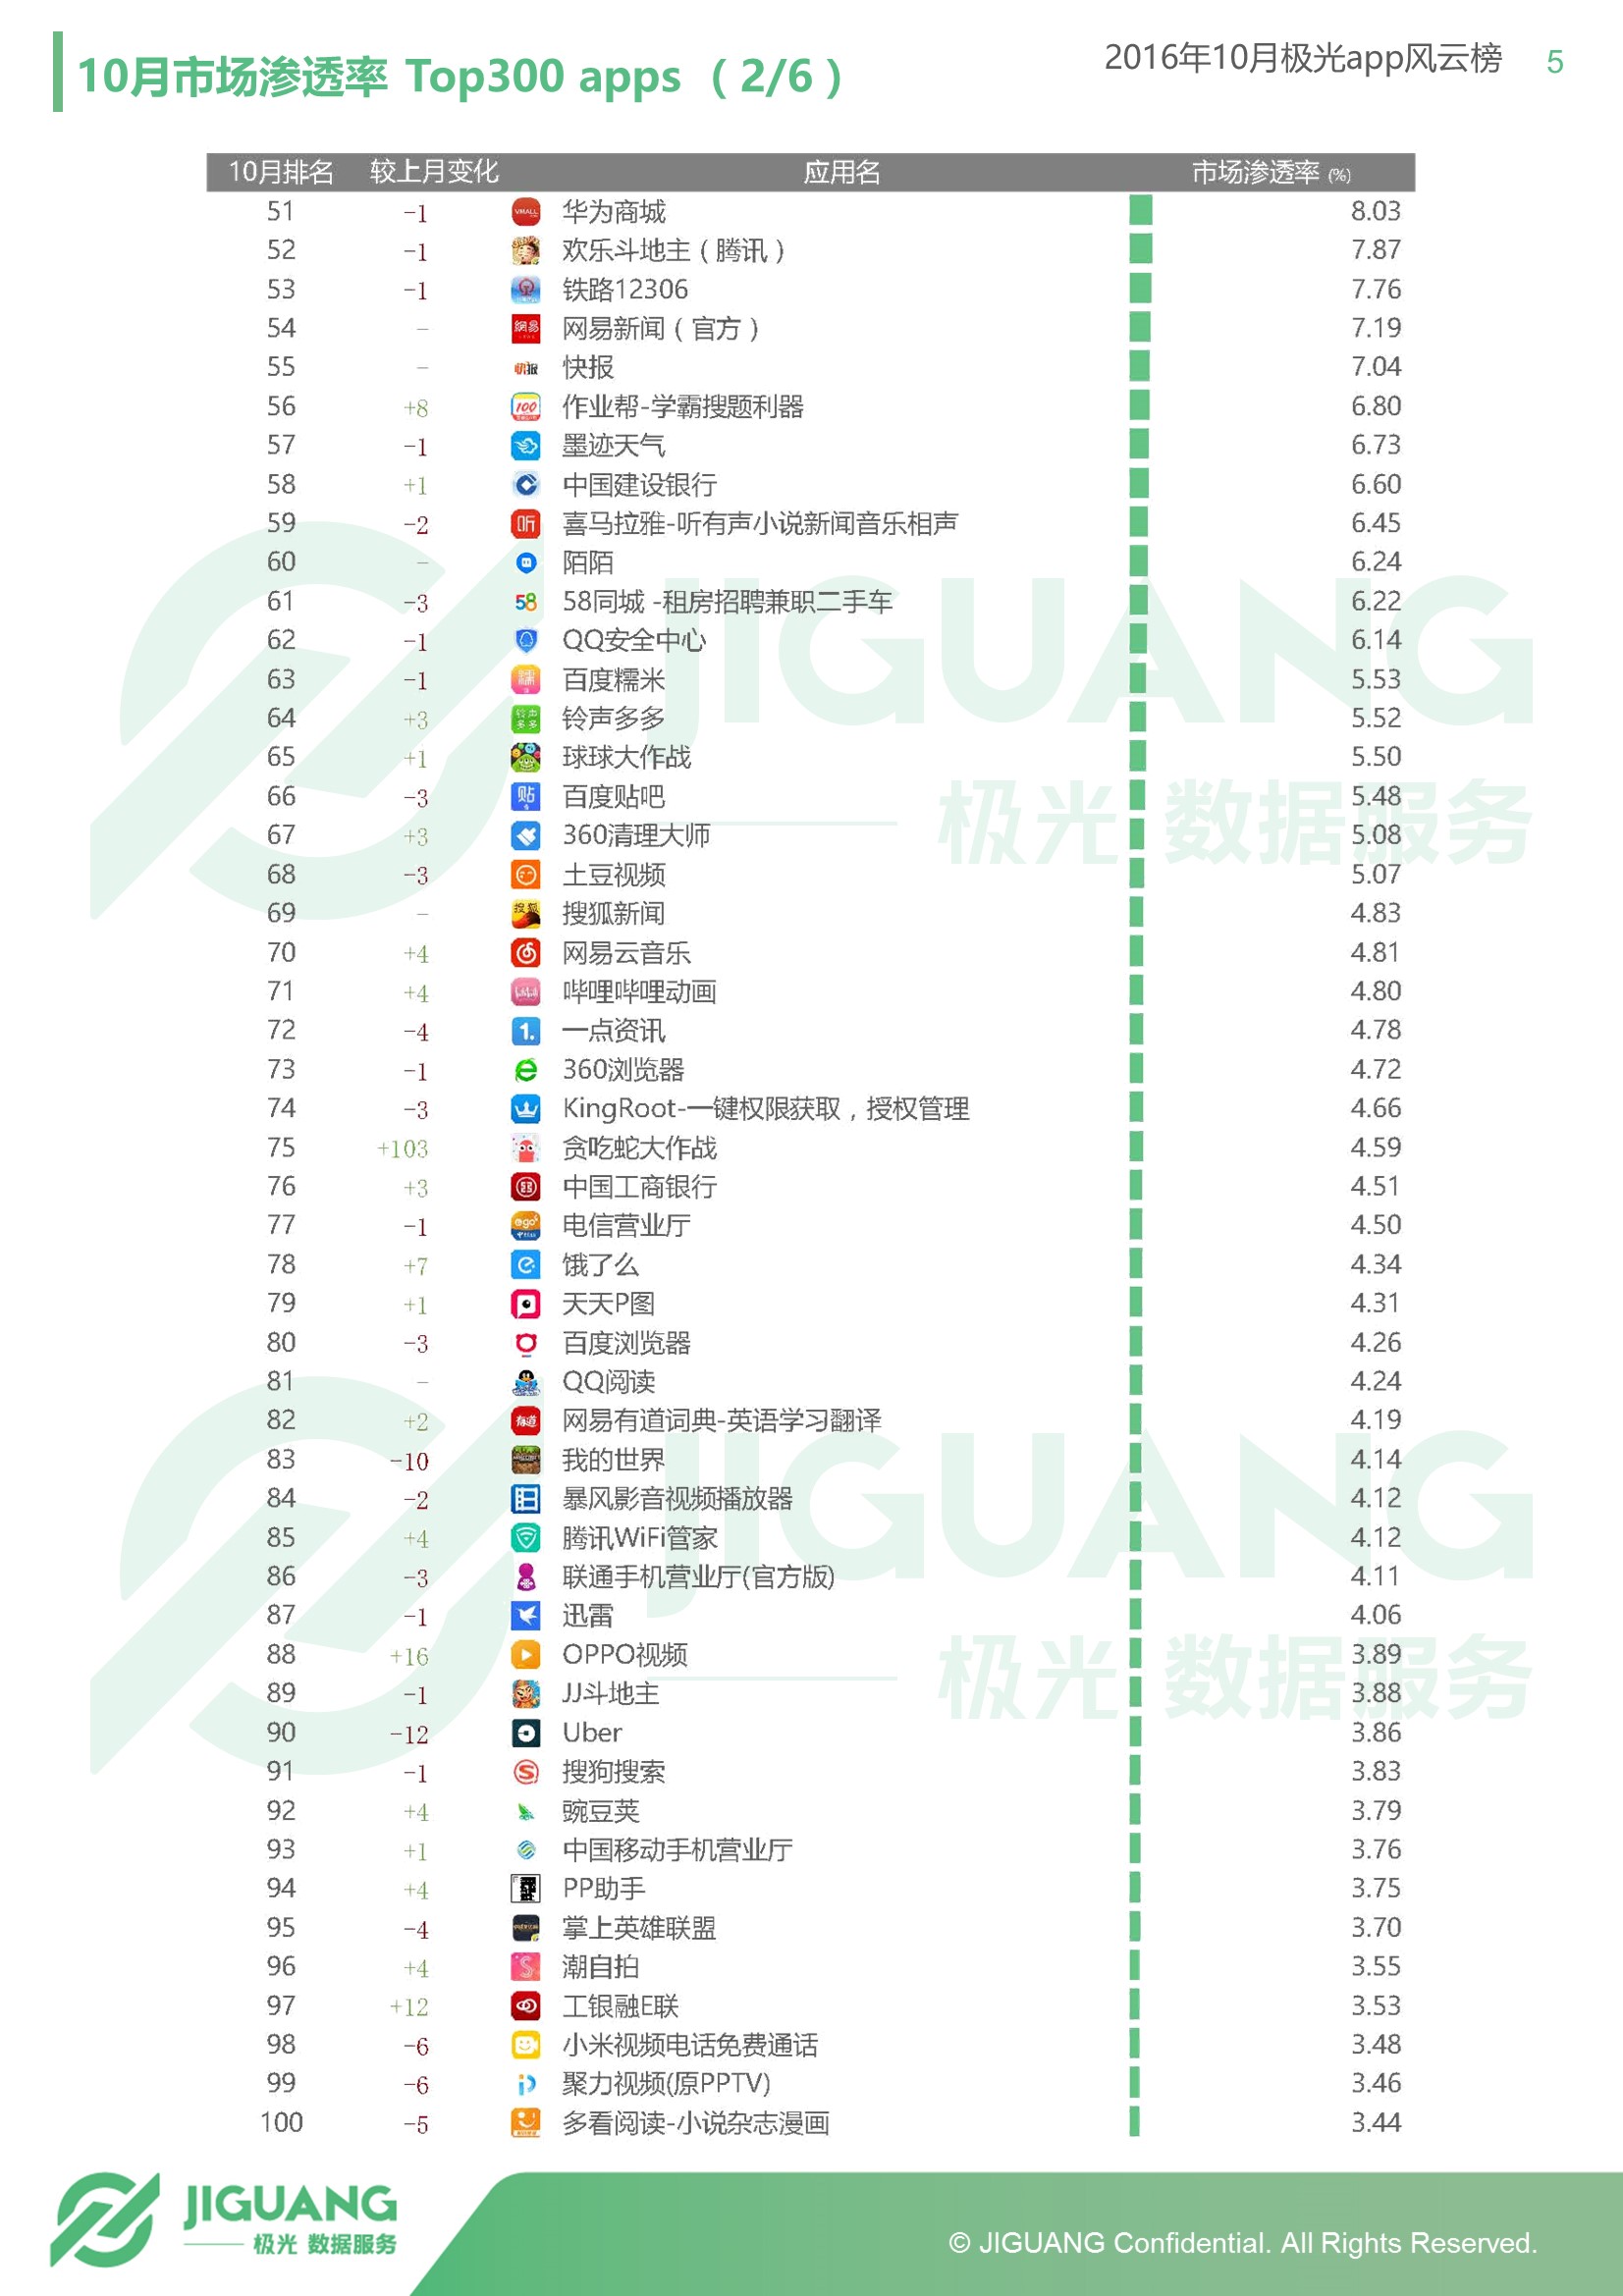 10月市场渗透率 Top300 apps （2/6）
2016年10月极光app风云榜 5
10月排名 较上月变化 应用名 市场渗透率 (%)
51 -1 华为商城 8.03
52 -1 欢乐斗地主（腾讯） 7.87
53 -1 铁路12306 7.76
54 - 网易新闻（官方） 7.19
55 - 快报 7.04
56 +8 作业帮-学霸搜题利器 6.80
57 -1 墨迹天气 6.73
58 +1 中国建设银行 6.60
59 -2 喜马拉雅-听有声小说新闻音乐相声 6.45
60 - 陌陌 6.24
61 -3 58同城 -租房招聘兼职二手车 6.22
62 -1 QQ安全中心 6.14
63 -1 百度糯米 5.53
64 +3 铃声多多 5.52
65 +1 球球大作战 5.50
66 -3 百度贴吧 5.48
67 +3 360清理大师 5.08
68 -3 土豆视频 5.07
69 - 搜狐新闻 4.83
70 +4 网易云音乐 4.81
71 +4 哔哩哔哩动画 4.80
72 -4 一点资讯 4.78
73 -1 360浏览器 4.72
74 -3 KingRoot-一键权限获取，授权管理 4.66
75 +103 贪吃蛇大作战 4.59
76 +3 中国工商银行 4.51
77 -1 电信营业厅 4.50
78 +7 饿了么 4.34
79 +1 天天P图 4.31
80 -3 百度浏览器 4.26
81 - QQ阅读 4.24
82 +2 网易有道词典-英语学习翻译 4.19
83 -10 我的世界 4.14
84 -2 暴风影音视频播放器 4.12
85 +4 腾讯WiFi管家 4.12
86 -3 联通手机营业厅(官方版) 4.11
87 -1 迅雷 4.06
88 +16 OPPO视频 3.89
89 -1 JJ斗地主 3.88
90 -12 Uber 3.86
91 -1 搜狗搜索 3.83
92 +4 豌豆荚 3.79
93 +1 中国移动手机营业厅 3.76
94 +4 PP助手 3.75
95 -4 掌上英雄联盟 3.70
96 +4 潮自拍 3.55
97 +12 工银融E联 3.53
98 -6 小米视频电话免费通话 3.48
99 -6 聚力视频(原PPTV) 3.46
100 -5 多看阅读-小说杂志漫画 3.44
JIGUANG
极光 数据服务
JIGUANG
极光 数据服务
JIGUANG
极光 数据服务
© JIGUANG Confidential. All Rights Reserved.